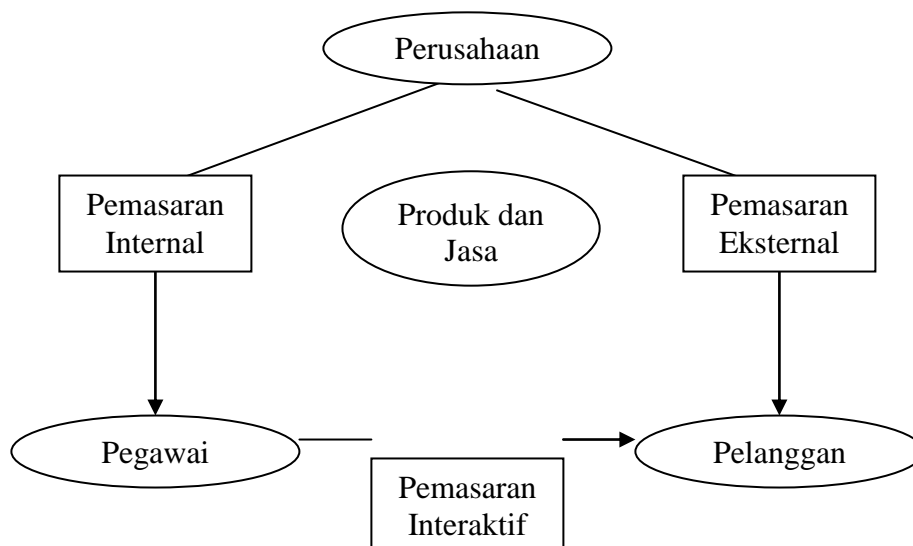 Perusahaan
Pemasaran
Internal
Produk dan
Jasa
Pemasaran
Eksternal
Pegawai
Pelanggan
Pemasaran
Interaktif